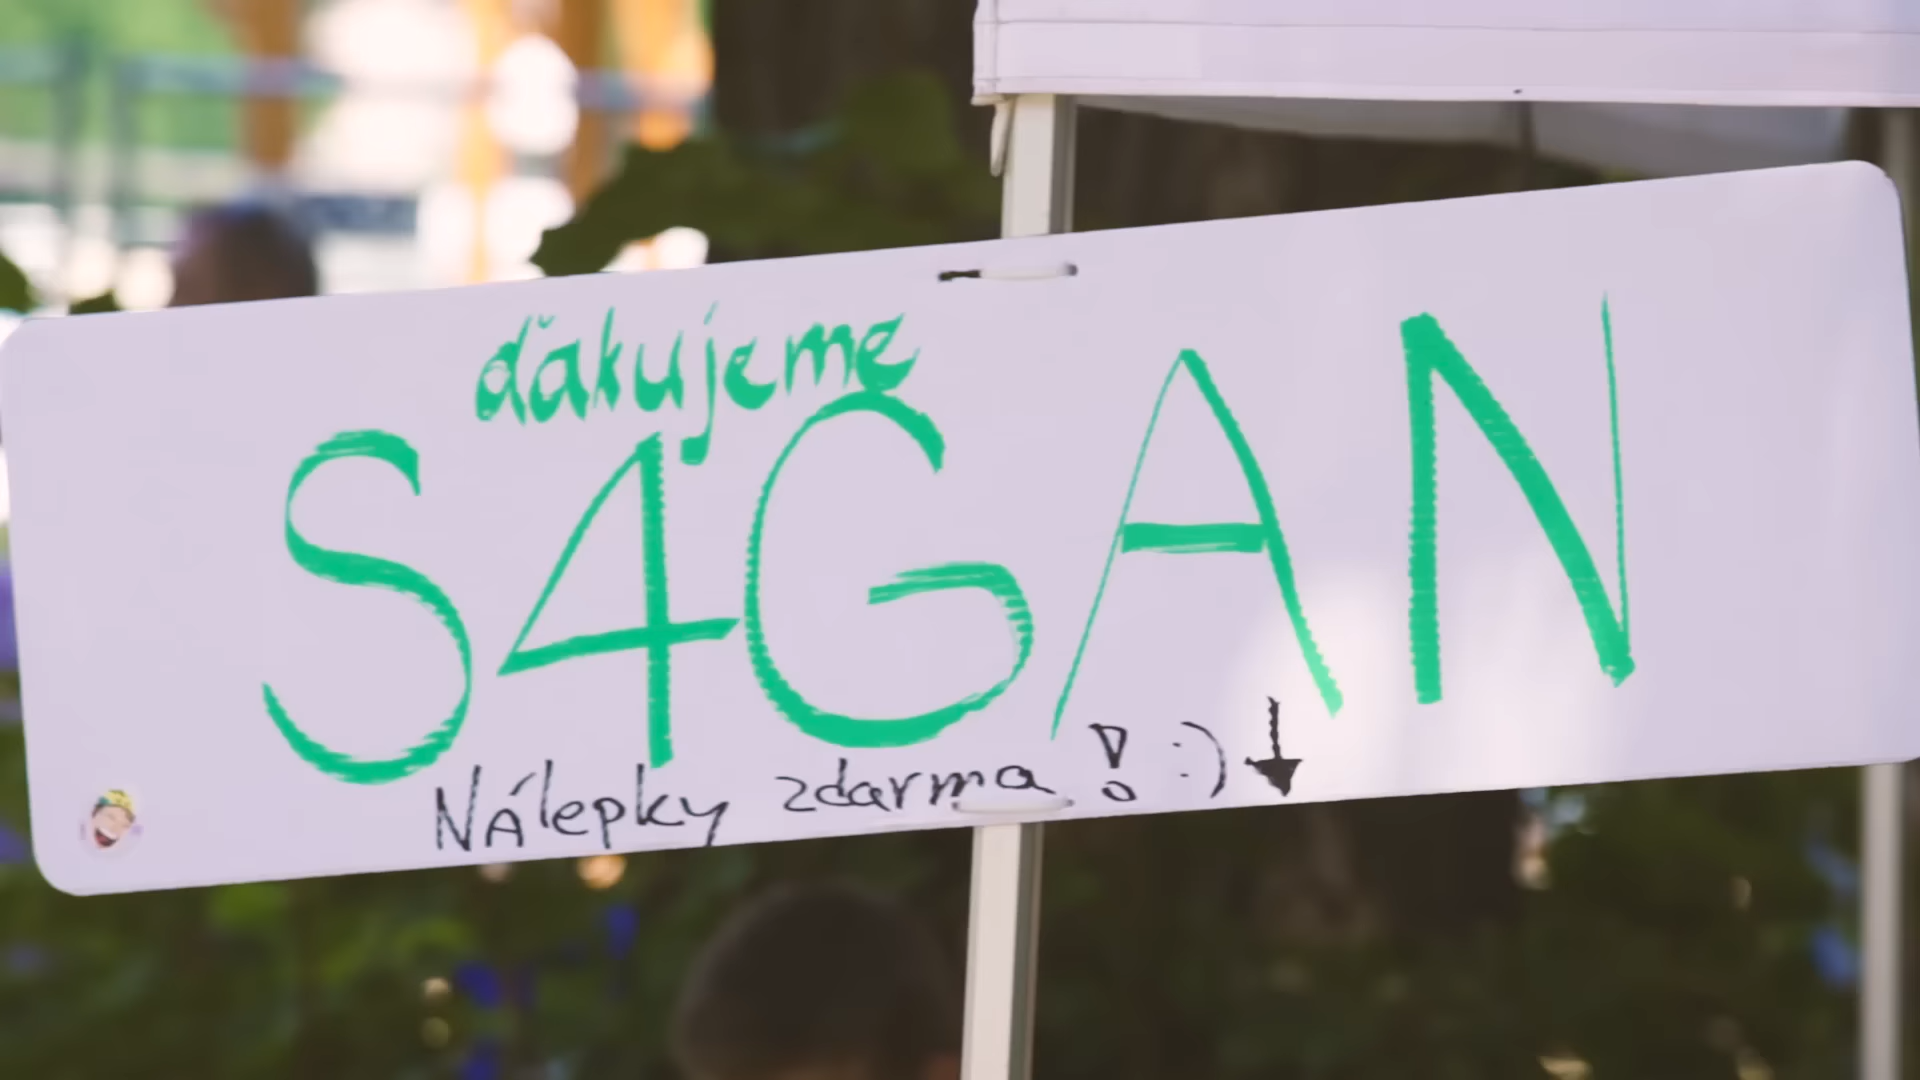 ďakujeme
S4GAN
Nálepky zdarma ! :) ↓